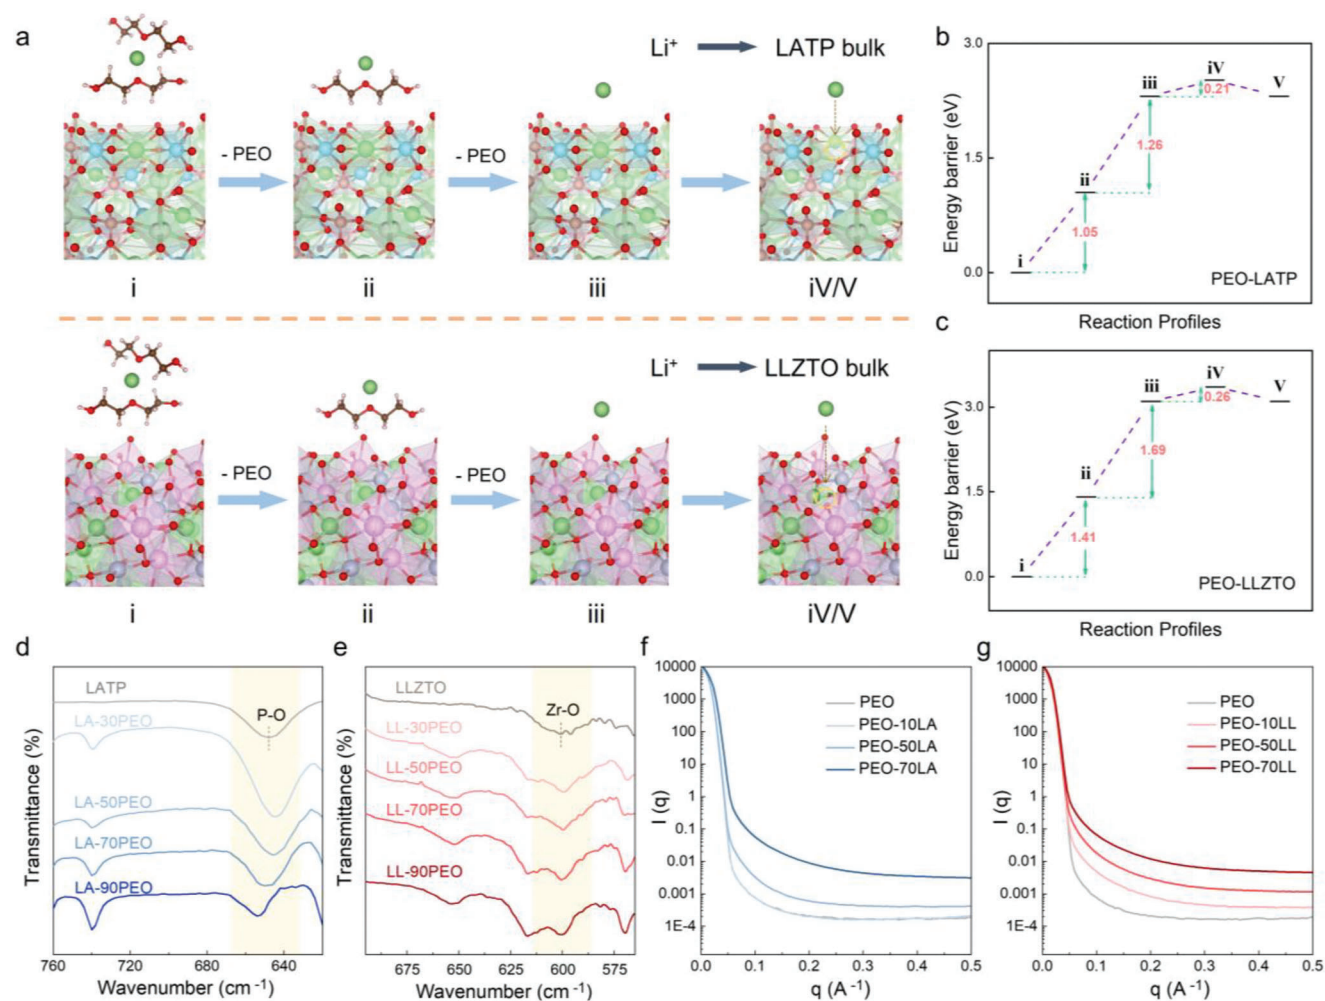 a
Li⁺
LATP bulk
- PEO
- PEO
i
ii
iii
iV/V
Li⁺
LLZTO bulk
- PEO
- PEO
i
ii
iii
iV/V
b
Energy barrier (eV)
3.0
1.5
0.0
i
ii
iii
iV
V
1.05
1.26
0.21
PEO-LATP
Reaction Profiles
c
Energy barrier (eV)
3.0
1.5
0.0
i
ii
iii
iV
V
1.41
1.69
0.26
PEO-LLZTO
Reaction Profiles
d
Transmittance (%)
LATP
P-O
LA-30PEO
LA-50PEO
LA-70PEO
LA-90PEO
760 720 680 640
Wavenumber (cm⁻¹)
e
Transmittance (%)
LLZTO
Zr-O
LL-30PEO
LL-50PEO
LL-70PEO
LL-90PEO
675 650 625 600 575
Wavenumber (cm⁻¹)
f
I (q)
10000
1000
100
10
1
0.1
0.01
0.001
1E-4
PEO
PEO-10LA
PEO-50LA
PEO-70LA
0.0 0.1 0.2 0.3 0.4 0.5
q (A⁻¹)
g
I (q)
10000
1000
100
10
1
0.1
0.01
0.001
1E-4
PEO
PEO-10LL
PEO-50LL
PEO-70LL
0.0 0.1 0.2 0.3 0.4 0.5
q (A⁻¹)